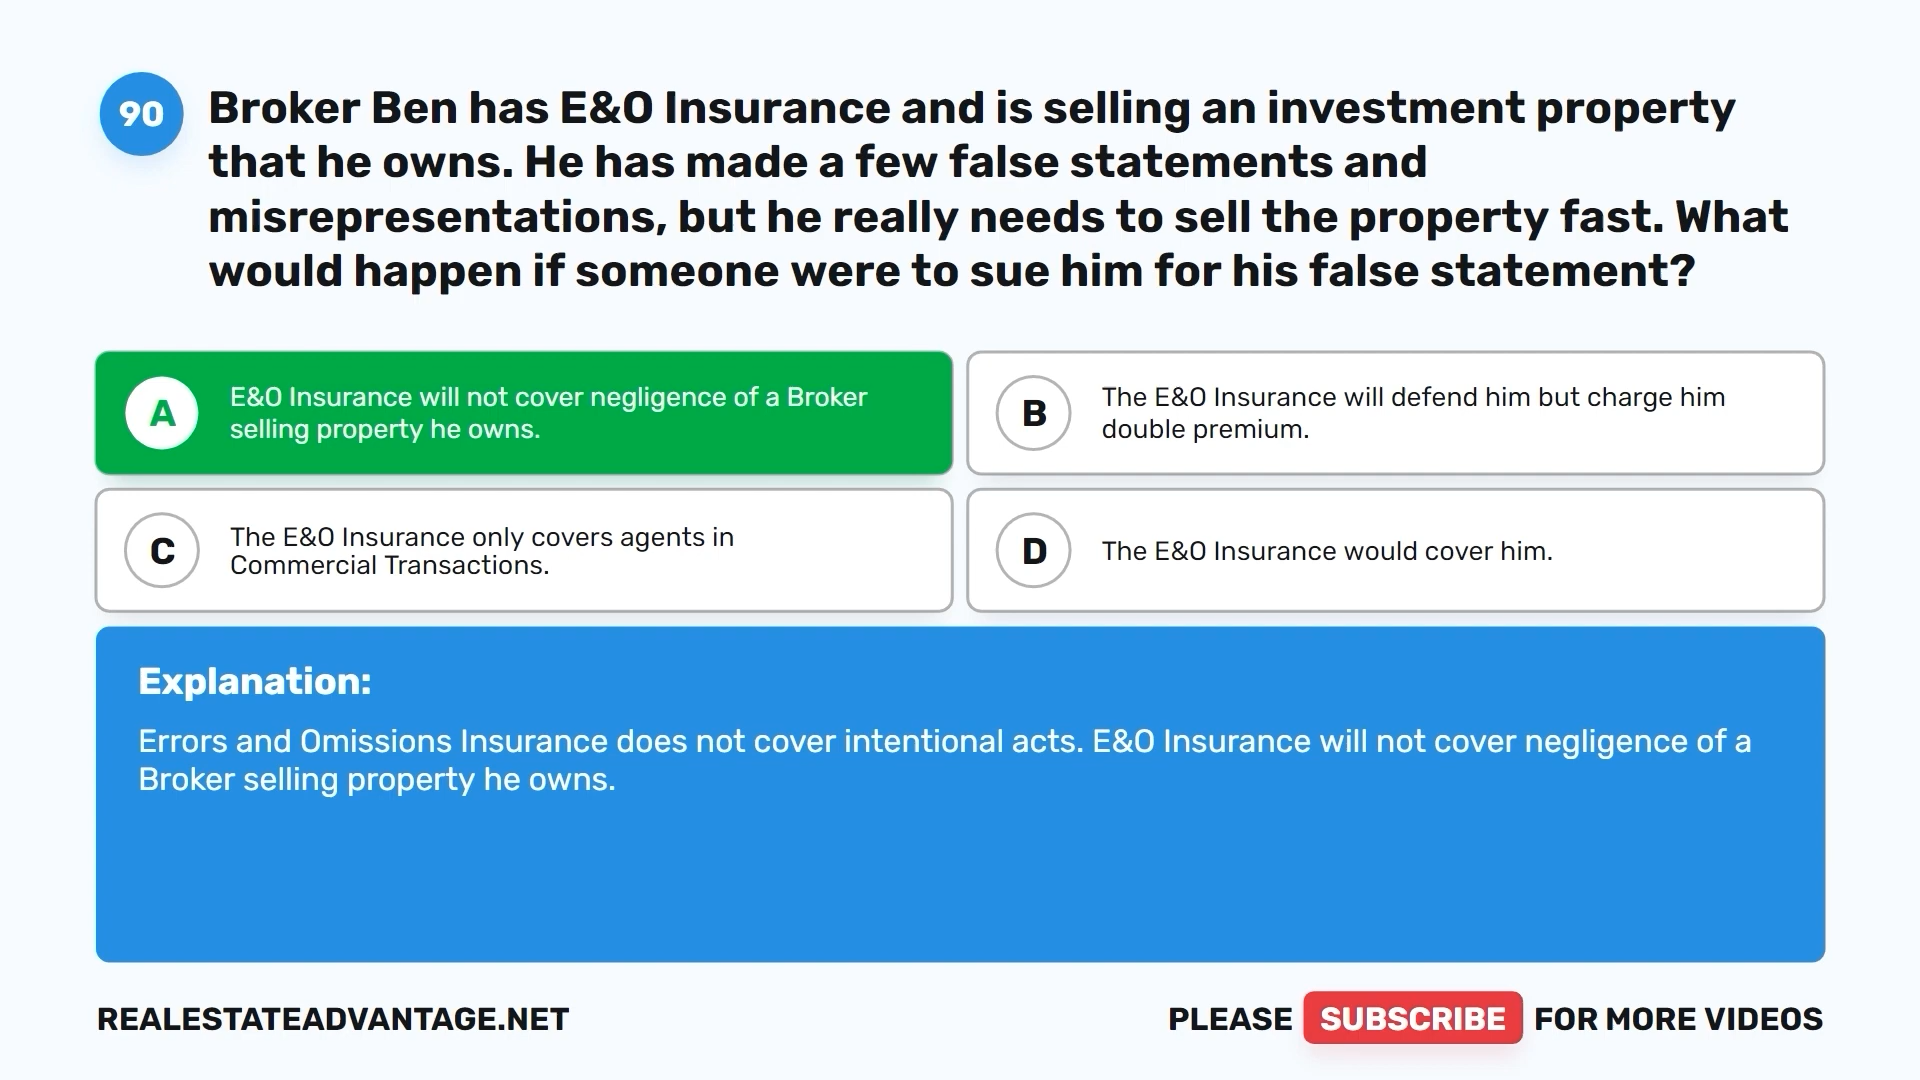 90
Broker Ben has E&O Insurance and is selling an investment property
that he owns. He has made a few false statements and
misrepresentations, but he really needs to sell the property fast. What
would happen if someone were to sue him for his false statement?
A
E&O Insurance will not cover negligence of a Broker
selling property he owns.
B
The E&O Insurance will defend him but charge him
double premium.
C
The E&O Insurance only covers agents in
Commercial Transactions.
D
The E&O Insurance would cover him.
Explanation:
Errors and Omissions Insurance does not cover intentional acts. E&O Insurance will not cover negligence of a
Broker selling property he owns.
REALESTATEADVANTAGE.NET
PLEASE SUBSCRIBE FOR MORE VIDEOS